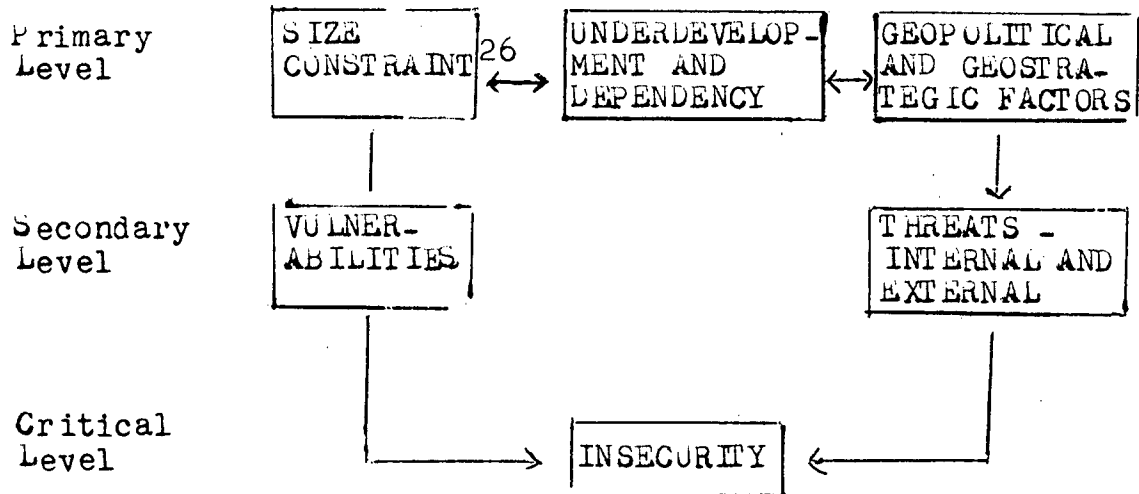 Primary
Level
SIZE
CONSTRAINT 26
UNDERDEVELOP-
MENT AND
DEPENDENCY
GEOPOLITICAL
AND GEOSTRA-
TEGIC FACTORS
Secondary
Level
VULNER-
ABILITIES
THREATS -
INTERNAL AND
EXTERNAL
Critical
Level
INSECURITY